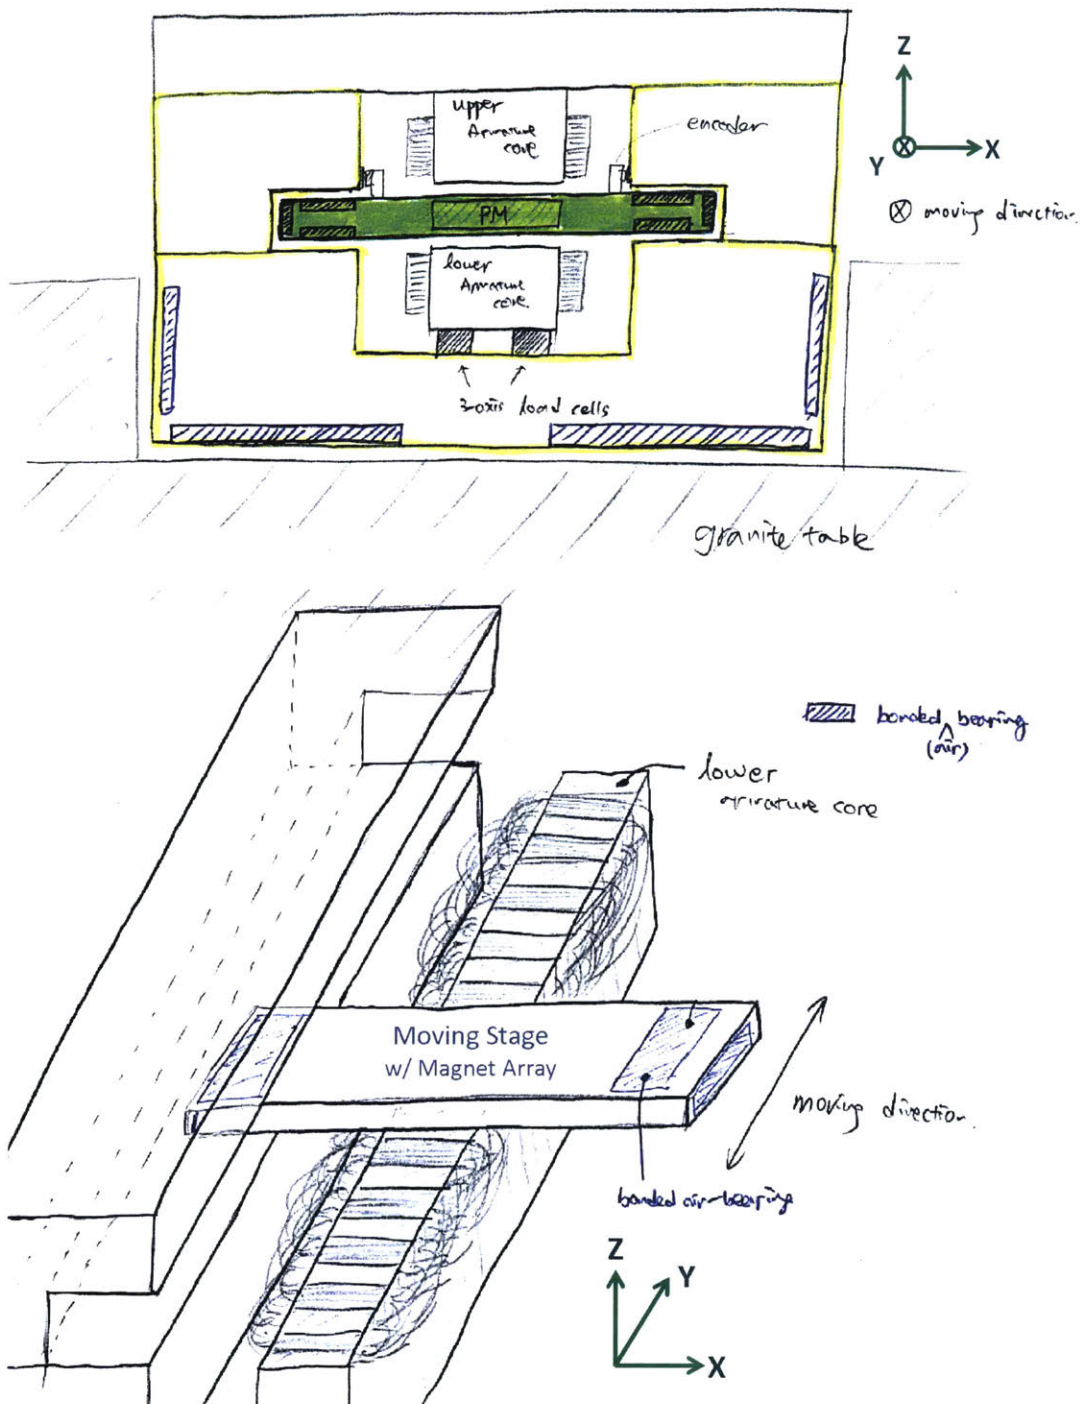 upper
Armature
core
encoder
Z
X
Y
moving direction.
PM
lower
Armature
core.
3-axis load cells
granite table
bonded bearing
(air)
lower
armature core
Moving Stage
w/ Magnet Array
moving direction.
bonded air-bearings
Z
Y
X